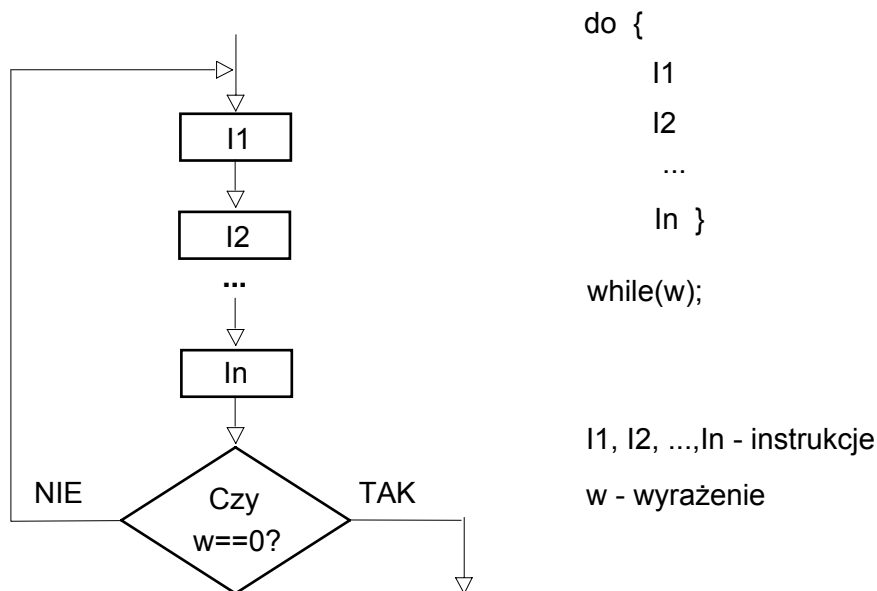 I1
I2
...
In
NIE
Czy
w==0?
TAK
do {
I1
I2
...
In }
while(w);
I1, I2, ...,In - instrukcje
w - wyrażenie